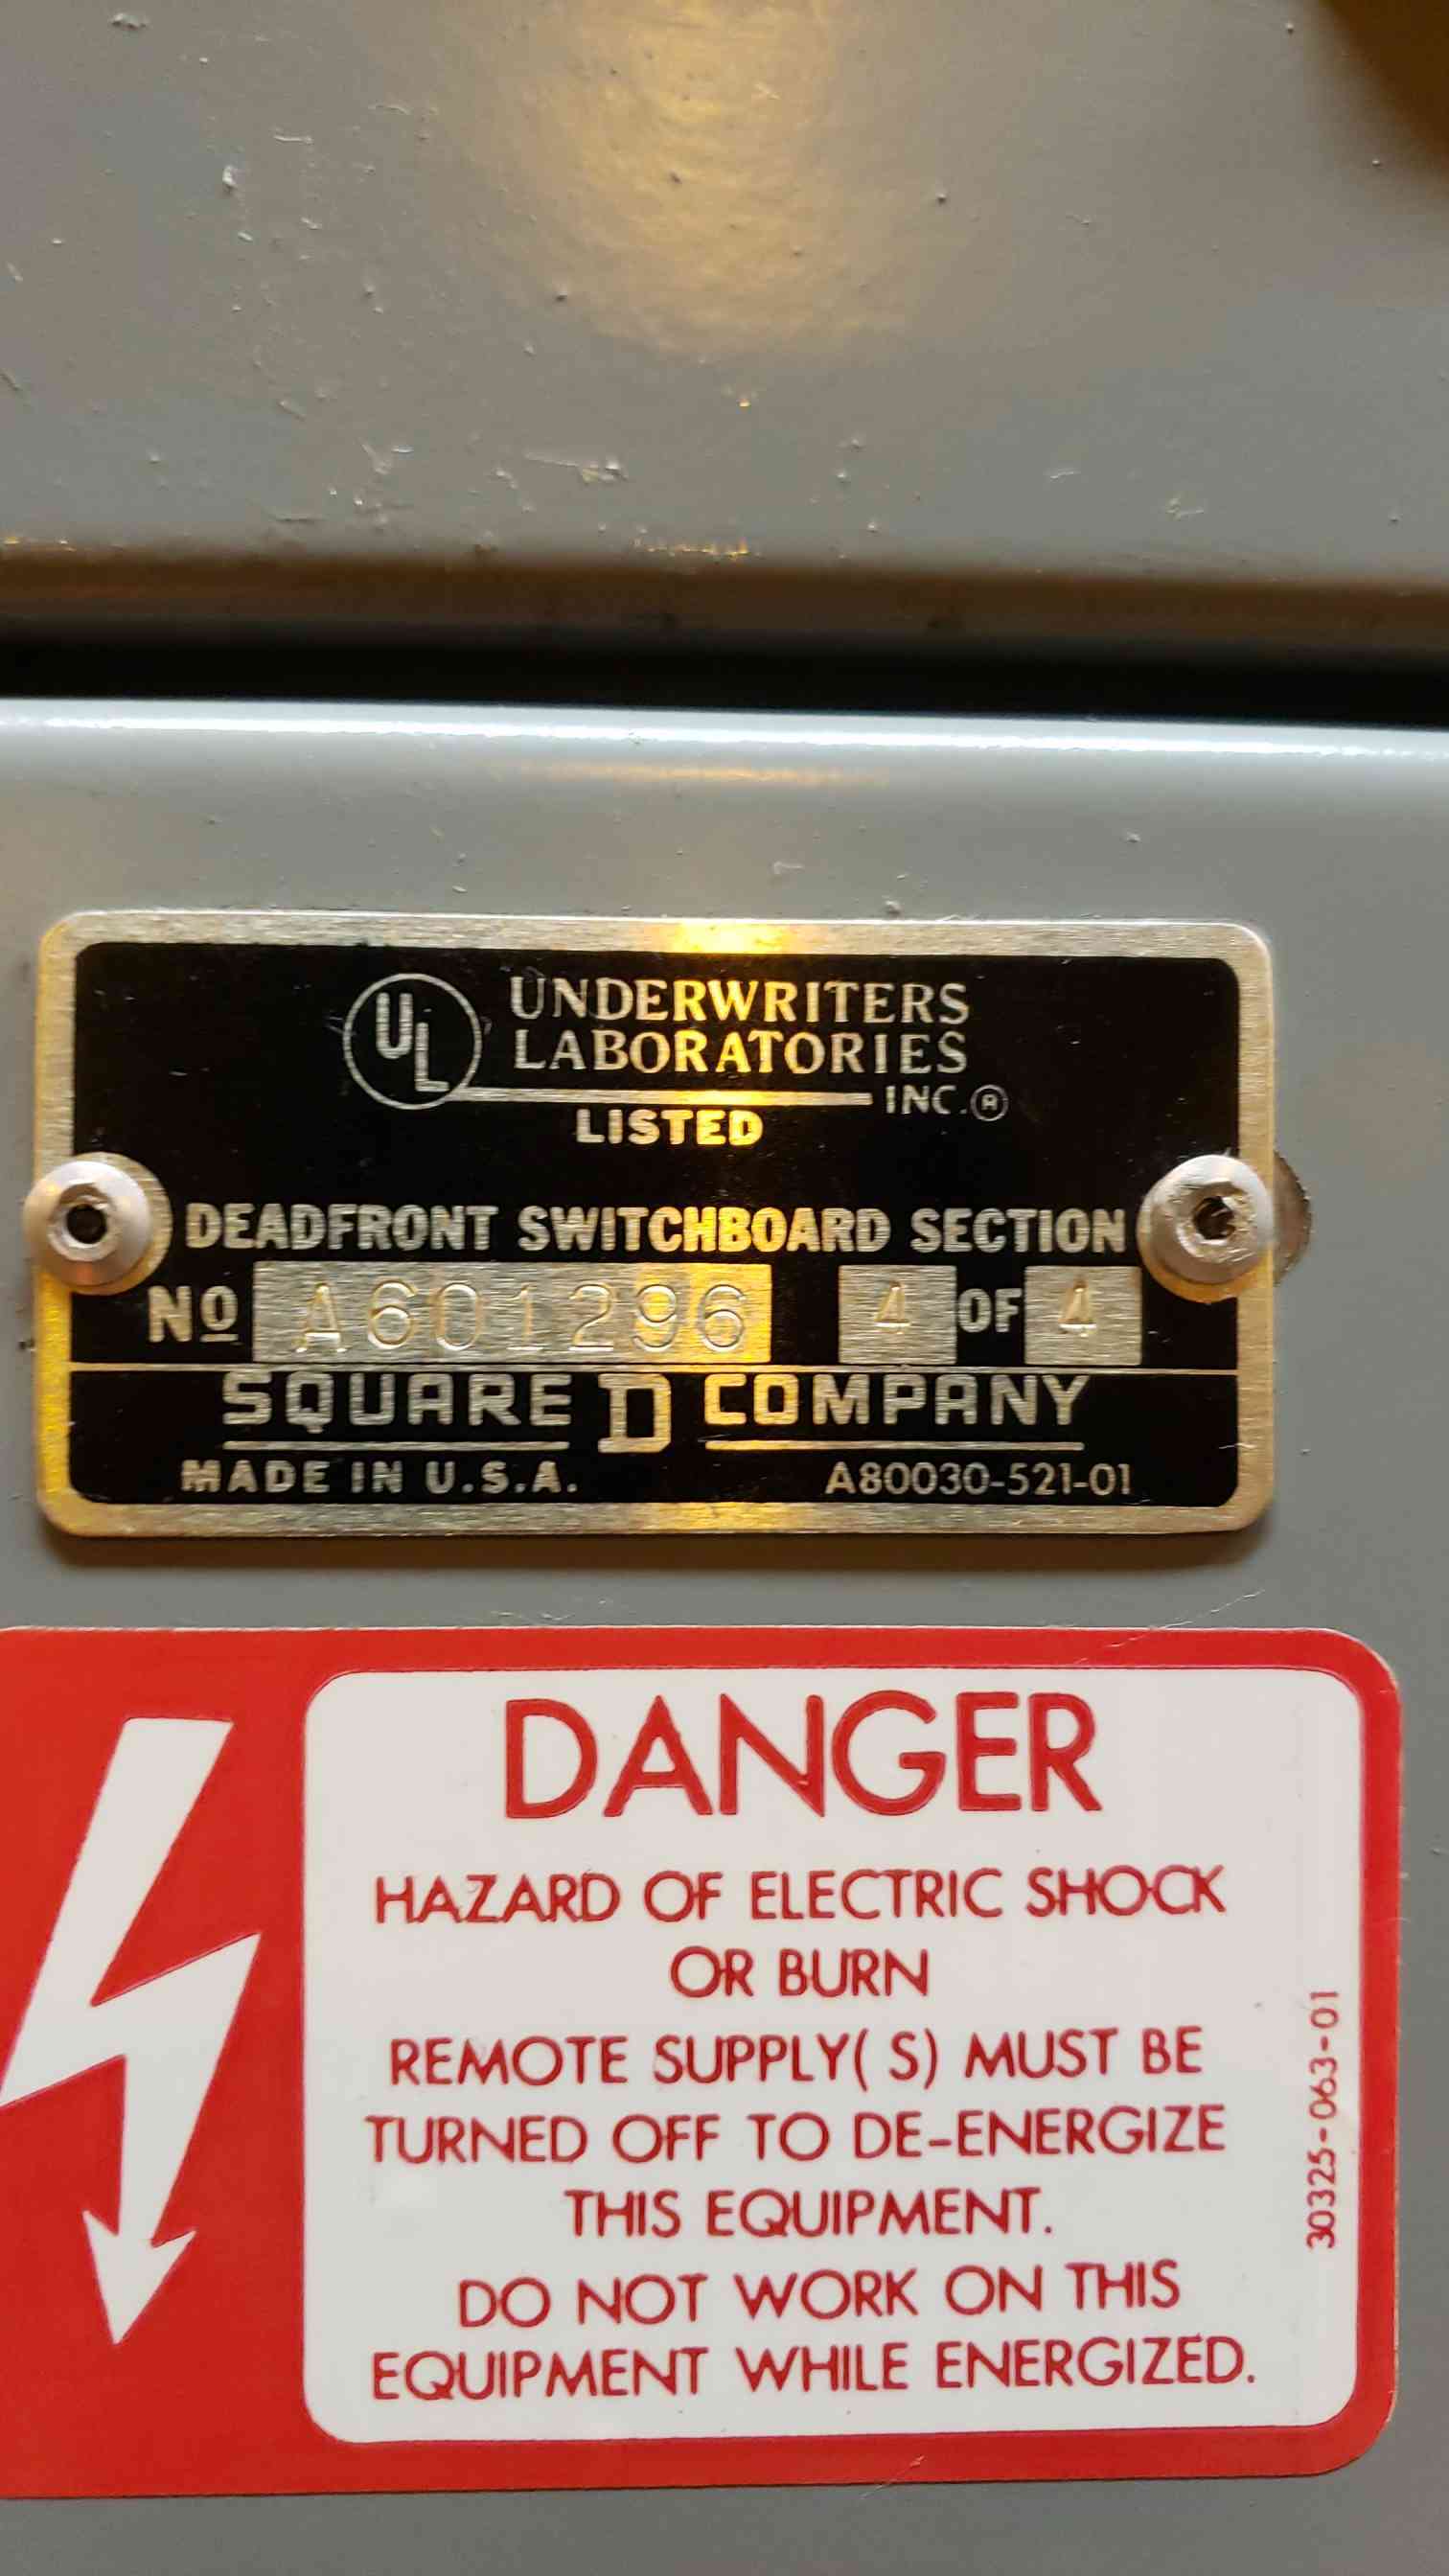 UL UNDERWRITERS
LABORATORIES
INC.®
LISTED
DEADFRONT SWITCHBOARD SECTION
No A601296 4 OF 4
SQUARE D COMPANY
MADE IN U.S.A. A80030-521-01
DANGER
HAZARD OF ELECTRIC SHOCK
OR BURN
REMOTE SUPPLY( S) MUST BE
TURNED OFF TO DE-ENERGIZE
THIS EQUIPMENT.
DO NOT WORK ON THIS
EQUIPMENT WHILE ENERGIZED.
30325-063-01